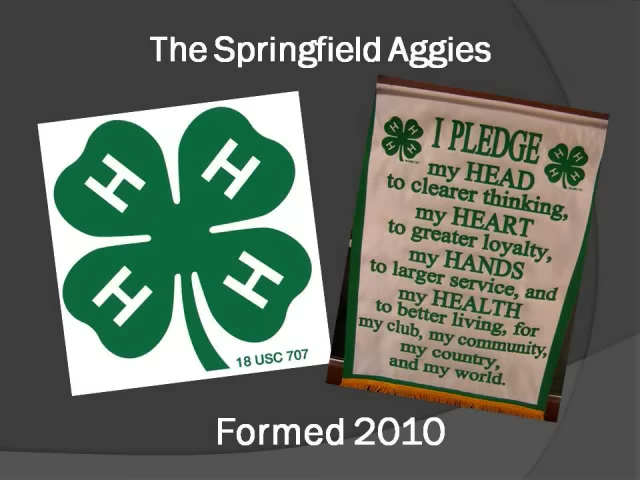 The Springfield Aggies
H H
H H
18 USC 707
I PLEDGE
my HEAD
to clearer thinking,
my HEART
to greater loyalty,
my HANDS
to larger service, and
my HEALTH
to better living, for
my club, my community,
my country,
and my world.
Formed 2010